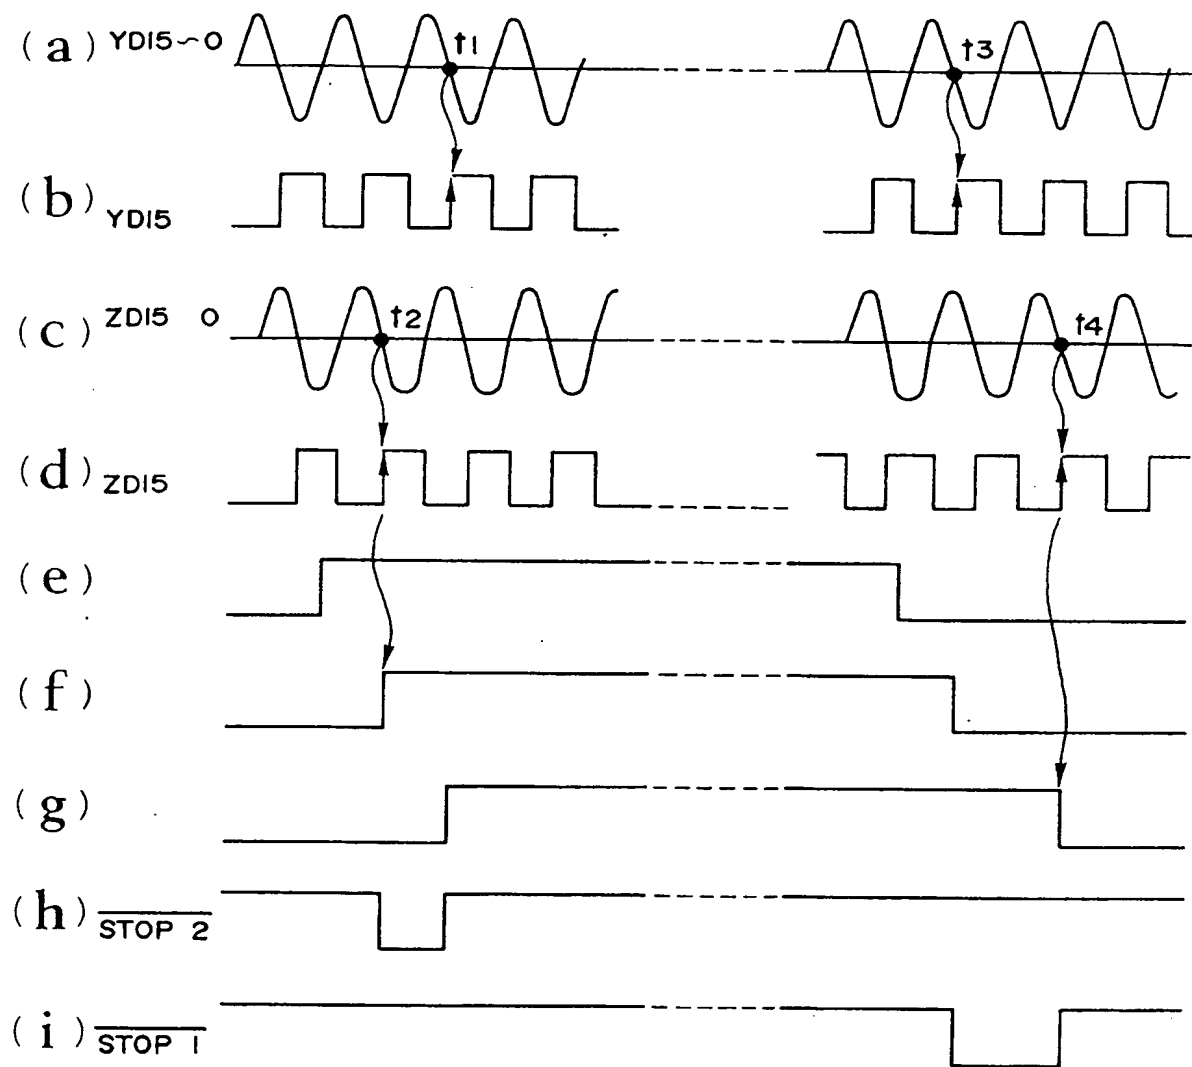 (a) YD15~0
t1
t3
(b) YD15
(c) ZD15 0
t2
t4
(d) ZD15
(e)
(f)
(g)
(h) STOP 2
(i) STOP 1